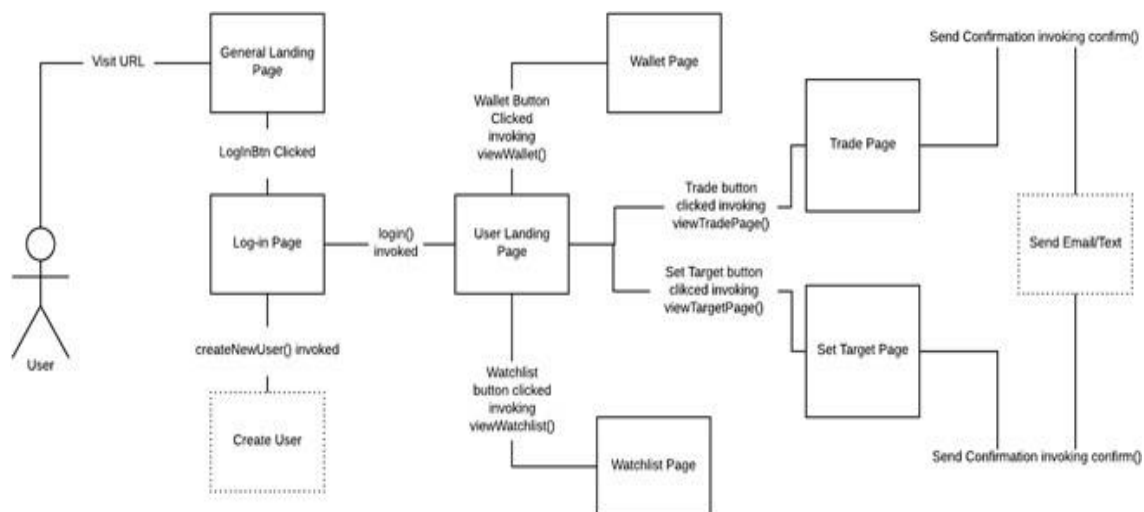 Visit URL
General Landing
Page
LogInBtn Clicked
Log-in Page
login()
invoked
createNewUser() invoked
Create User
User
Wallet Page
Wallet Button
Clicked
invoking
viewWallet()
User Landing
Page
Watchlist
button clicked
invoking
viewWatchlist()
Watchlist Page
Trade button
clicked invoking
viewTradePage()
Trade Page
Set Target button
clikced invoking
viewTargetPage()
Set Target Page
Send Confirmation invoking confirm()
Send Email/Text
Send Confirmation invoking confirm()